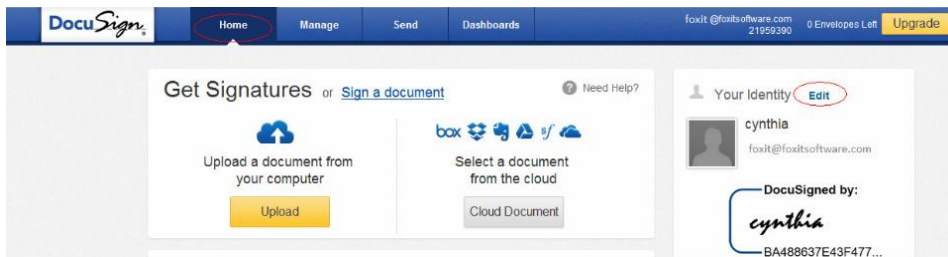 DocuSign
Home Manage Send Dashboards
foxit @foxitsoftware.com
21959390
0 Envelopes Left
Upgrade
Get Signatures or Sign a document
Need Help?
Upload a document from
your computer
Upload
box
sf
Select a document
from the cloud
Cloud Document
Your Identity Edit
cynthia
foxit@foxitsoftware.com
DocuSigned by:
cynthia
BA488637E43F477...